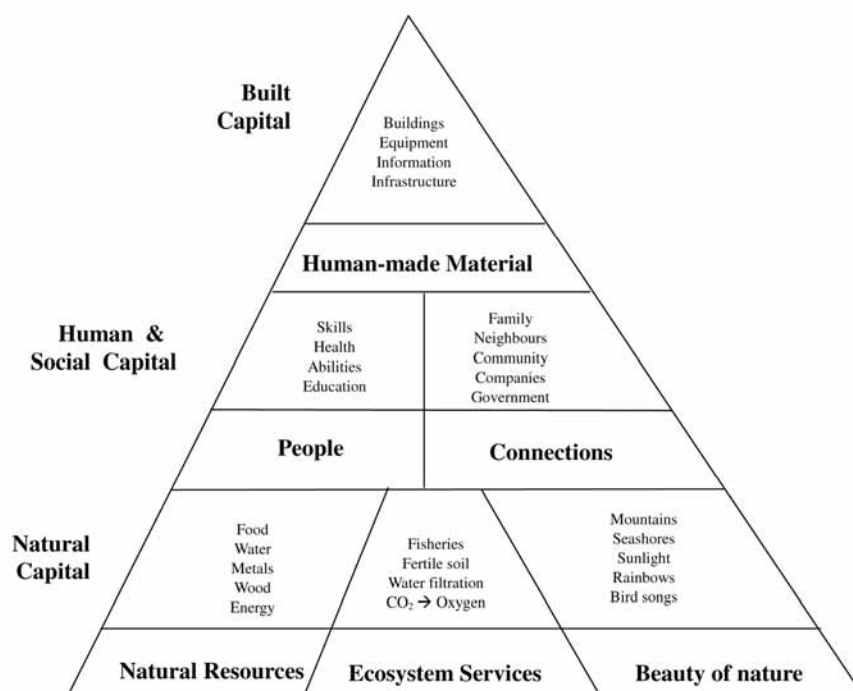 Built
Capital
Buildings
Equipment
Information
Infrastructure
Human-made Material
Human &
Social Capital
Skills
Health
Abilities
Education
Family
Neighbours
Community
Companies
Government
People
Connections
Natural
Capital
Food
Water
Metals
Wood
Energy
Fisheries
Fertile soil
Water filtration
CO₂ → Oxygen
Mountains
Seashores
Sunlight
Rainbows
Bird songs
Natural Resources
Ecosystem Services
Beauty of nature